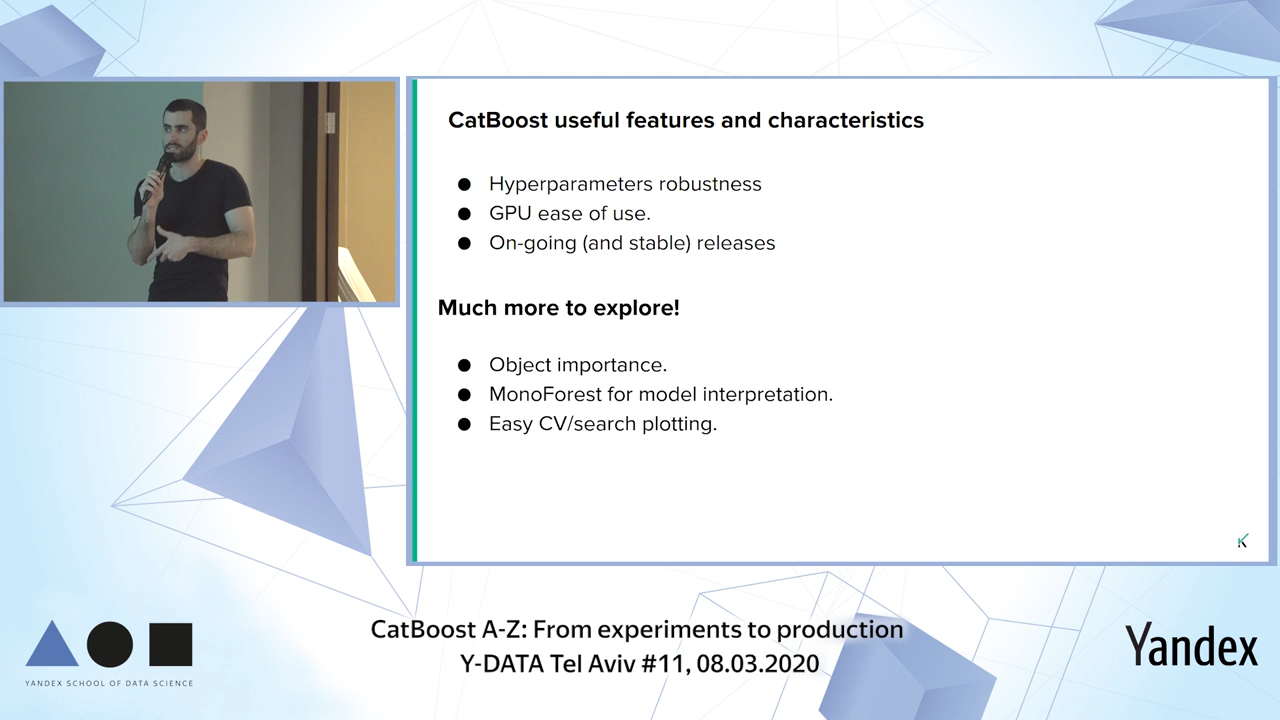 CatBoost useful features and characteristics
● Hyperparameters robustness
● GPU ease of use.
● On-going (and stable) releases
Much more to explore!
● Object importance.
● MonoForest for model interpretation.
● Easy CV/search plotting.
CatBoost A-Z: From experiments to production
Y-DATA Tel Aviv #11, 08.03.2020
YANDEX SCHOOL OF DATA SCIENCE
Yandex